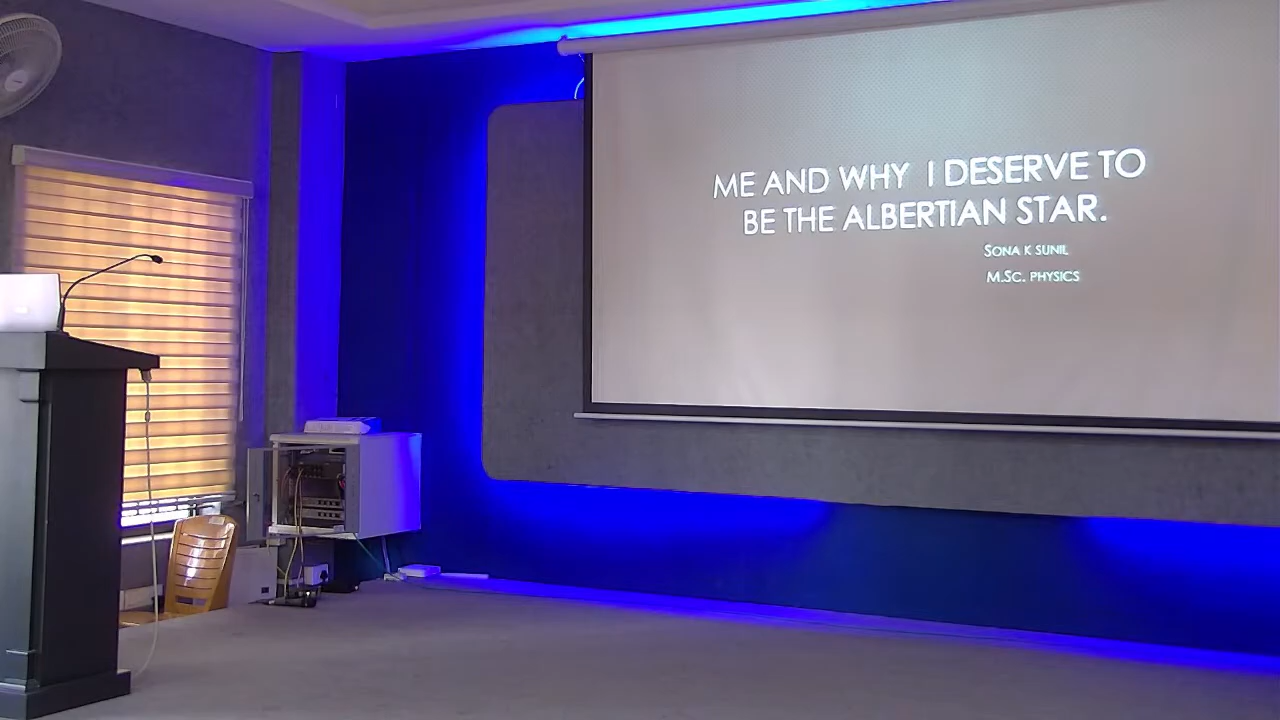 ME AND WHY I DESERVE TO
BE THE ALBERTIAN STAR.
SONA K SUNIL
M.SC. PHYSICS